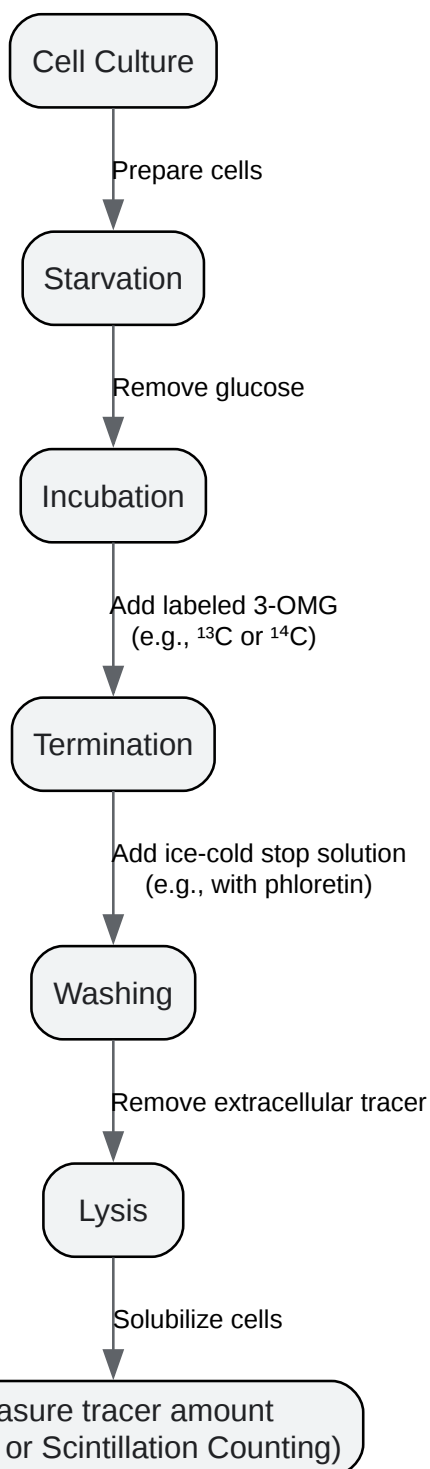 Cell Culture
Prepare cells
Starvation
Remove glucose
Incubation
Add labeled 3-OMG
(e.g., ¹³C or ¹⁴C)
Termination
Add ice-cold stop solution
(e.g., with phloretin)
Washing
Remove extracellular tracer
Lysis
Solubilize cells
tracer amount
or Scintillation Counting)